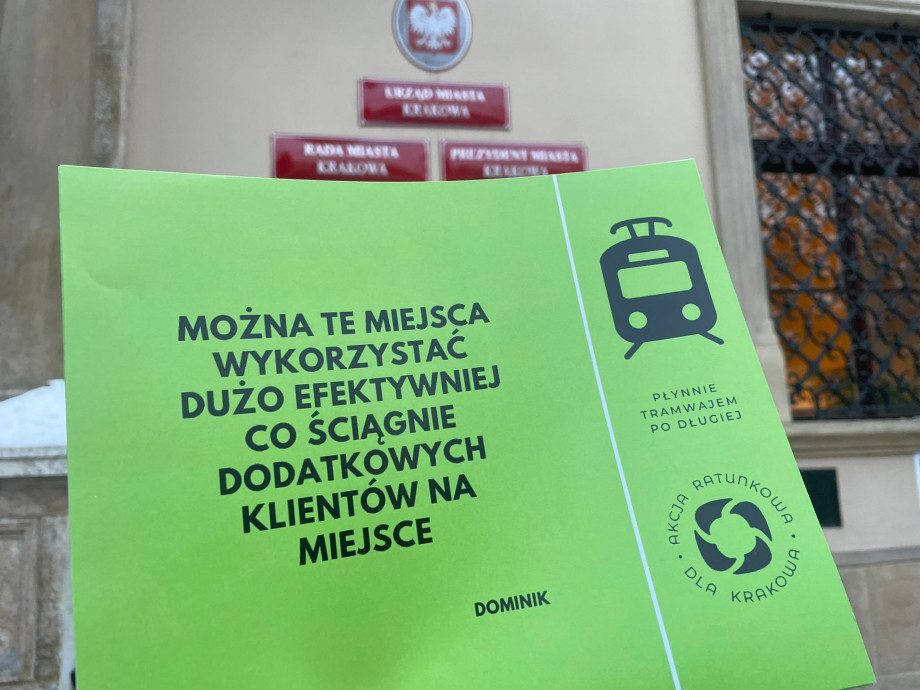 URZĄD MIASTA
KRAKOWA
RADA MIASTA
KRAKOWA
PREZYDENT MIASTA
KRAKOWA
MOŻNA TE MIEJSCA
WYKORZYSTAĆ
DUŻO EFEKTYWNIEJ
CO ŚCIĄGNIE
DODATKOWYCH
KLIENTÓW NA
MIEJSCE
DOMINIK
PŁYNNIE
TRAMWAJEM
PO DŁUGIEJ
• AKCJA RATUNKOWA •
DLA KRAKOWA